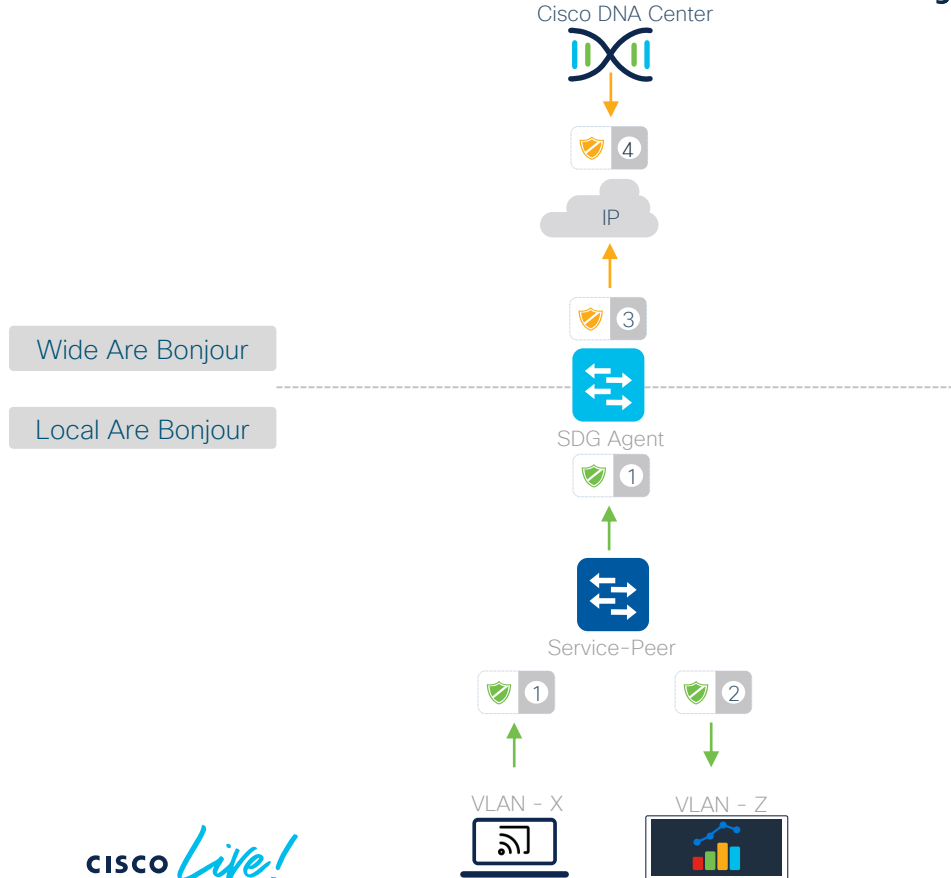 Cisco DNA Center
4
IP
3
Wide Are Bonjour
Local Are Bonjour
SDG Agent
1
Service-Peer
1
2
VLAN - X
VLAN - Z
CISCO Live!